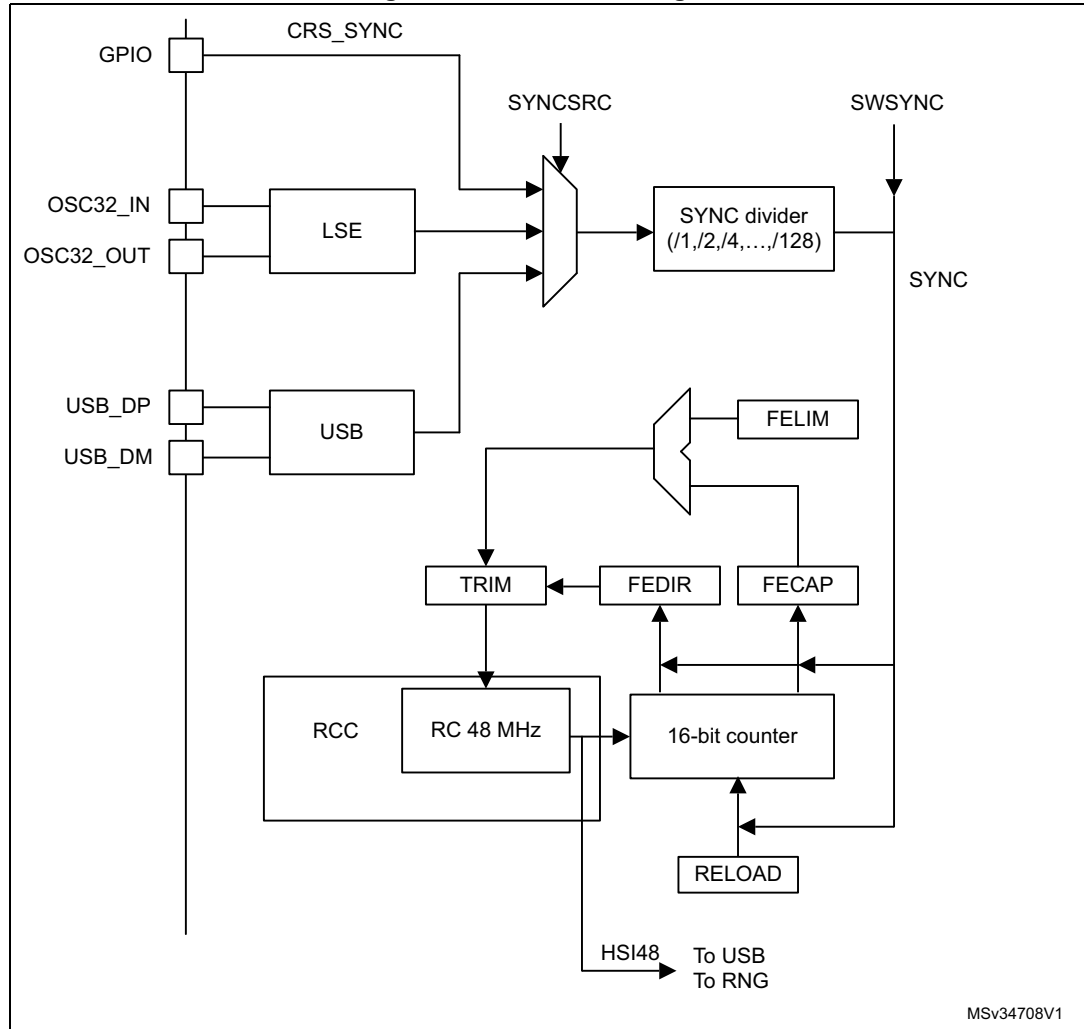 CRS_SYNC
GPIO
SYNCSRC
SWSYNC
OSC32_IN
LSE
OSC32_OUT
SYNC divider
(/1,/2,/4,…,/128)
SYNC
USB_DP
USB
USB_DM
FELIM
TRIM
FEDIR
FECAP
RCC
RC 48 MHz
16-bit counter
RELOAD
HSI48
To USB
To RNG
MSv34708V1